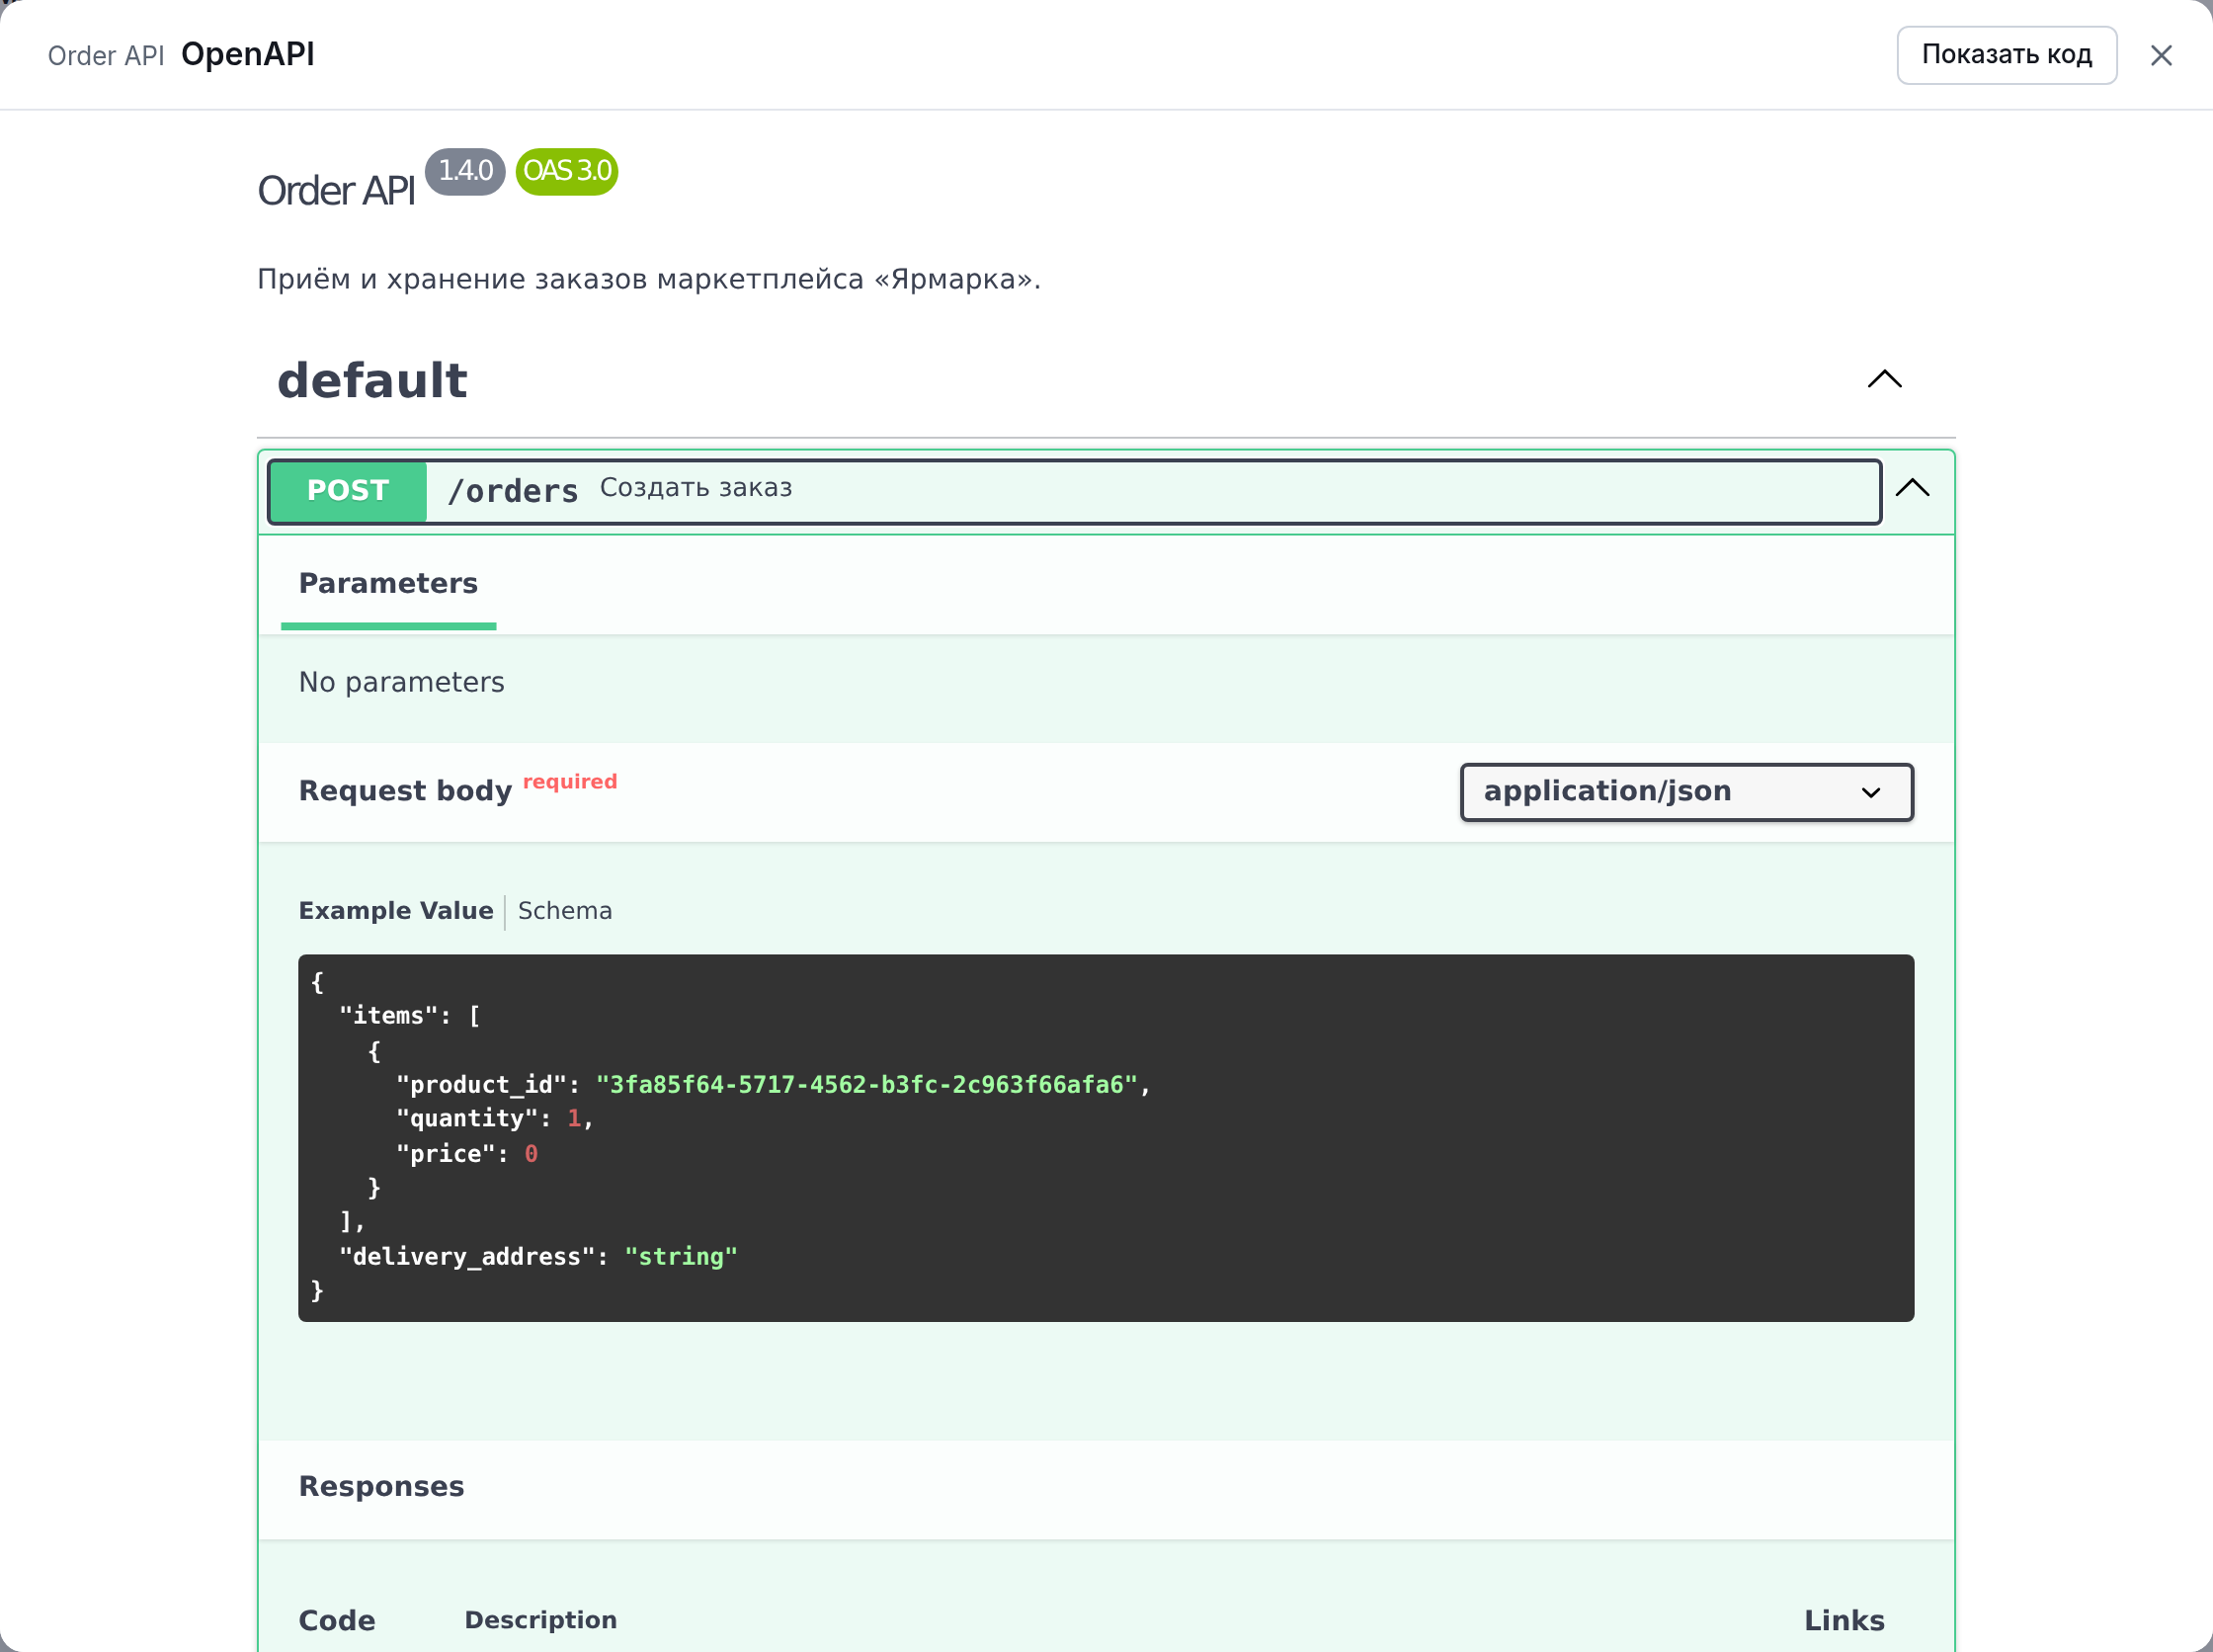 Order API OpenAPI Показать код
Order API 1.4.0 OAS 3.0
Приём и хранение заказов маркетплейса «Ярмарка».
default
POST /orders Создать заказ
Parameters
No parameters
Request body required application/json
Example Value Schema
{
  "items": [
    {
      "product_id": "3fa85f64-5717-4562-b3fc-2c963f66afa6",
      "quantity": 1,
      "price": 0
    }
  ],
  "delivery_address": "string"
}
Responses
Code Description Links